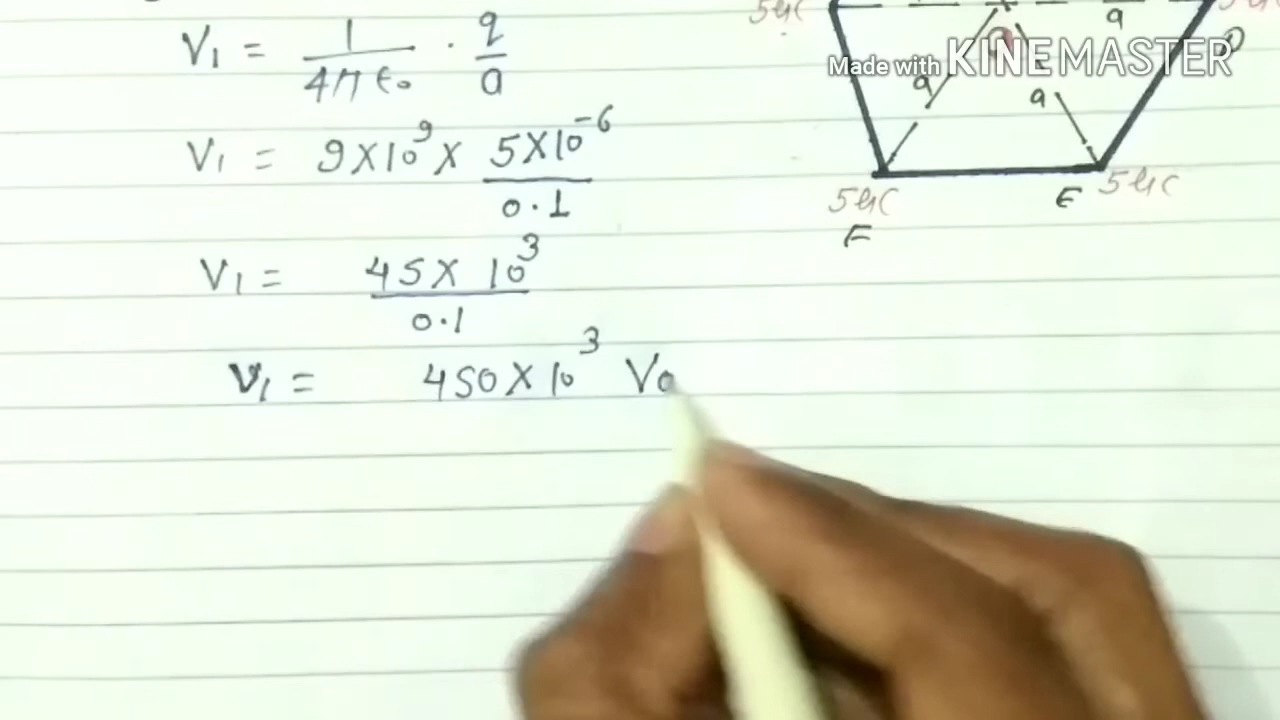 V₁ = 1/4πε₀ · q/a
V₁ = 9×10⁹ × 5×10⁻⁶/0.1
V₁ = 45×10³/0.1
V₁ = 450×10³ Vo
5μC
a
D
Made with KINEMASTER
a
a
5μC
E
5μC
F